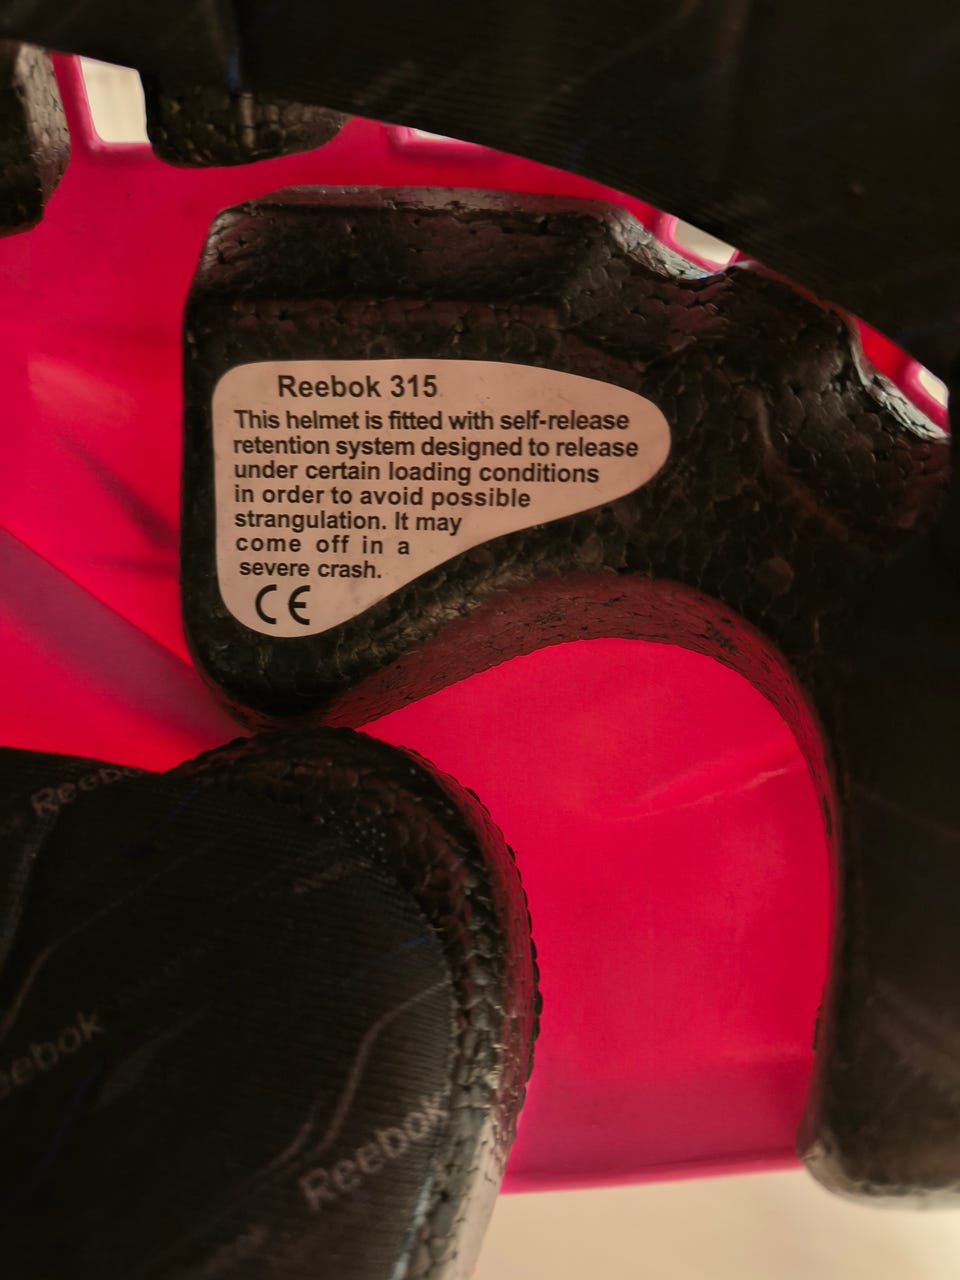 Reebok 315
This helmet is fitted with self-release
retention system designed to release
under certain loading conditions
in order to avoid possible
strangulation. It may
come off in a
severe crash.
CE
Reebok
Reebok
Reebok